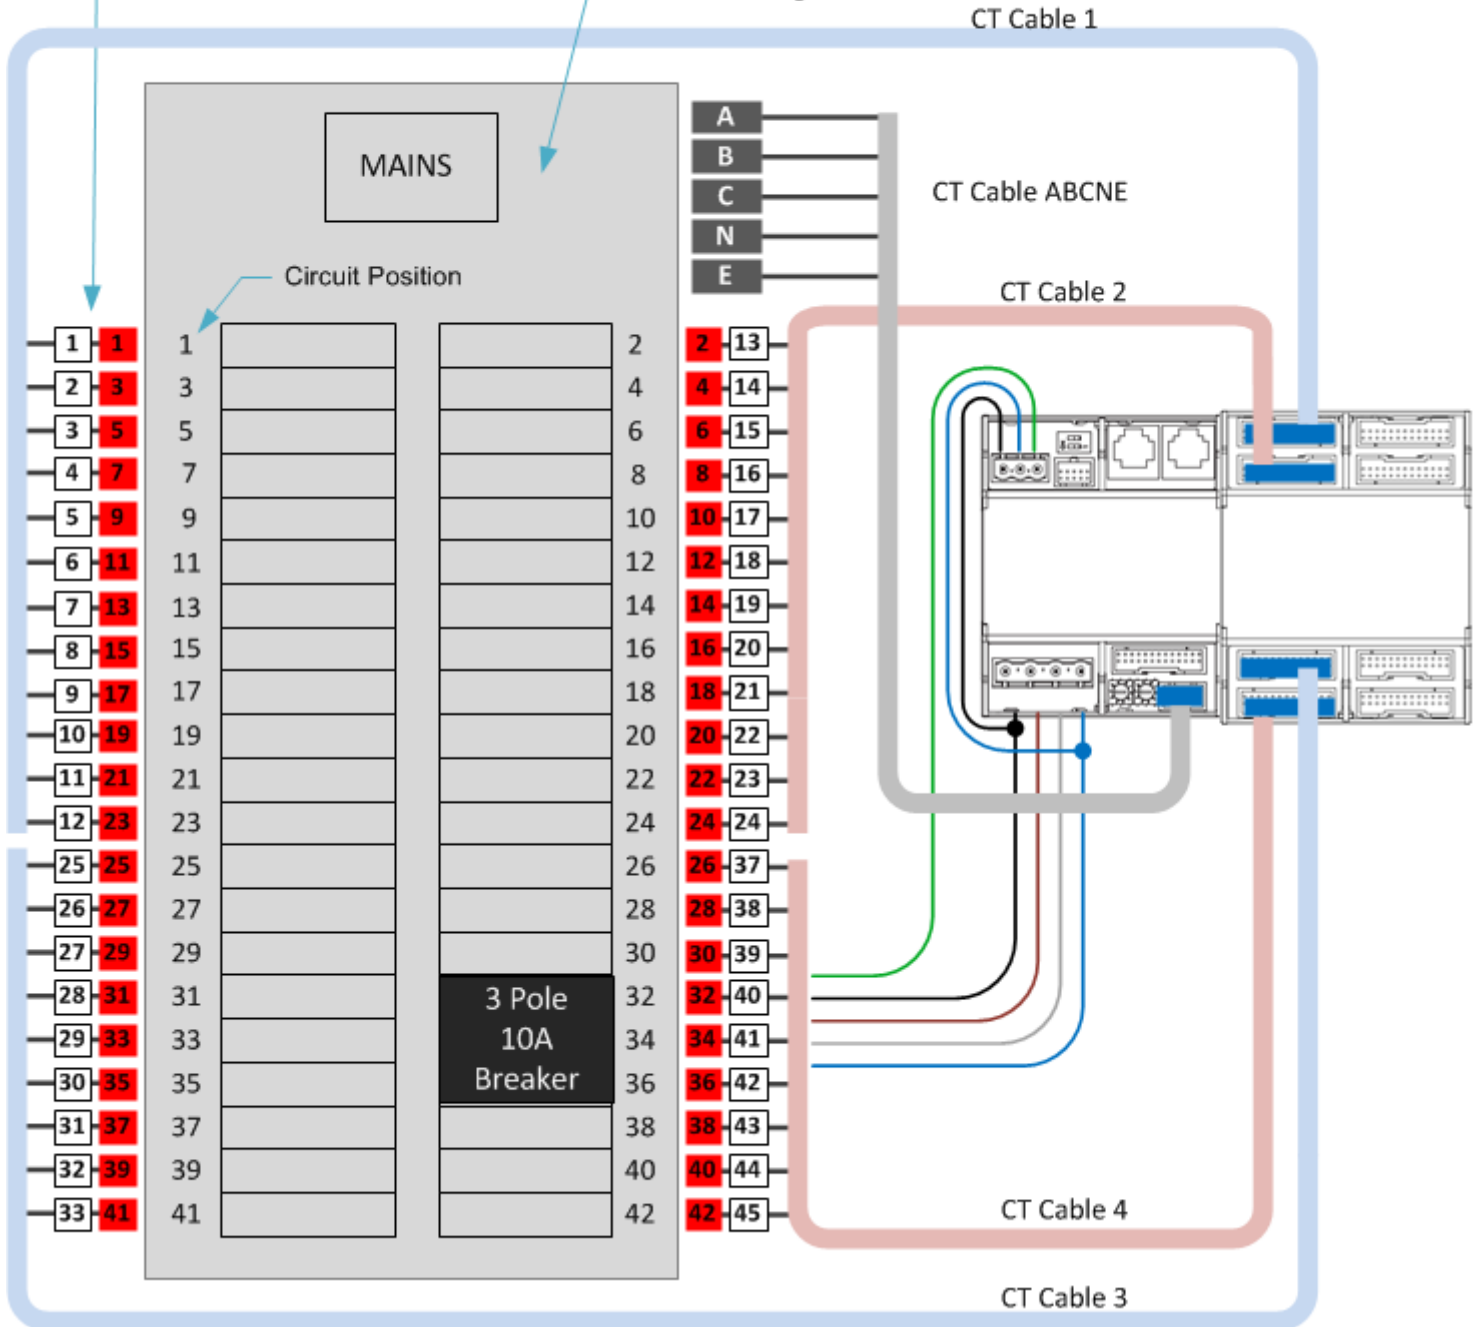 CT Cable 1
A
MAINS
B
C
CT Cable ABCNE
N
E
Circuit Position
CT Cable 2
1 1 1 2 2 13
2 3 3 4 4 14
3 5 5 6 6 15
4 7 7 8 8 16
5 9 9 10 10 17
6 11 11 12 12 18
7 13 13 14 14 19
8 15 15 16 16 20
9 17 17 18 18 21
10 19 19 20 20 22
11 21 21 22 22 23
12 23 23 24 24 24
25 25 25 26 26 37
26 27 27 28 28 38
27 29 29 30 30 39
28 31 31 3 Pole 32 32 40
29 33 33 10A 34 34 41
30 35 35 Breaker 36 36 42
31 37 37 38 38 43
32 39 39 40 40 44
33 41 41 42 42 45
CT Cable 4
CT Cable 3